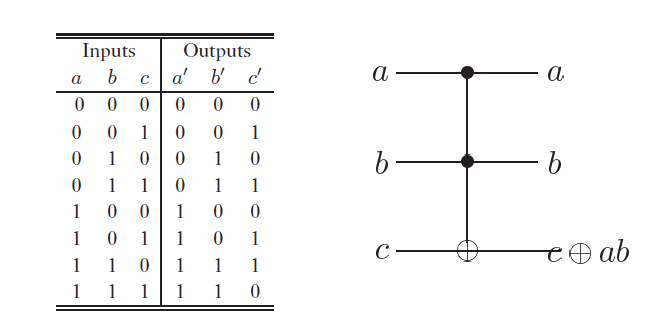 Inputs Outputs
a b c a′ b′ c′
0 0 0 0 0 0
0 0 1 0 0 1
0 1 0 0 1 0
0 1 1 0 1 1
1 0 0 1 0 0
1 0 1 1 0 1
1 1 0 1 1 1
1 1 1 1 1 0
a a
b b
c c ⊕ ab